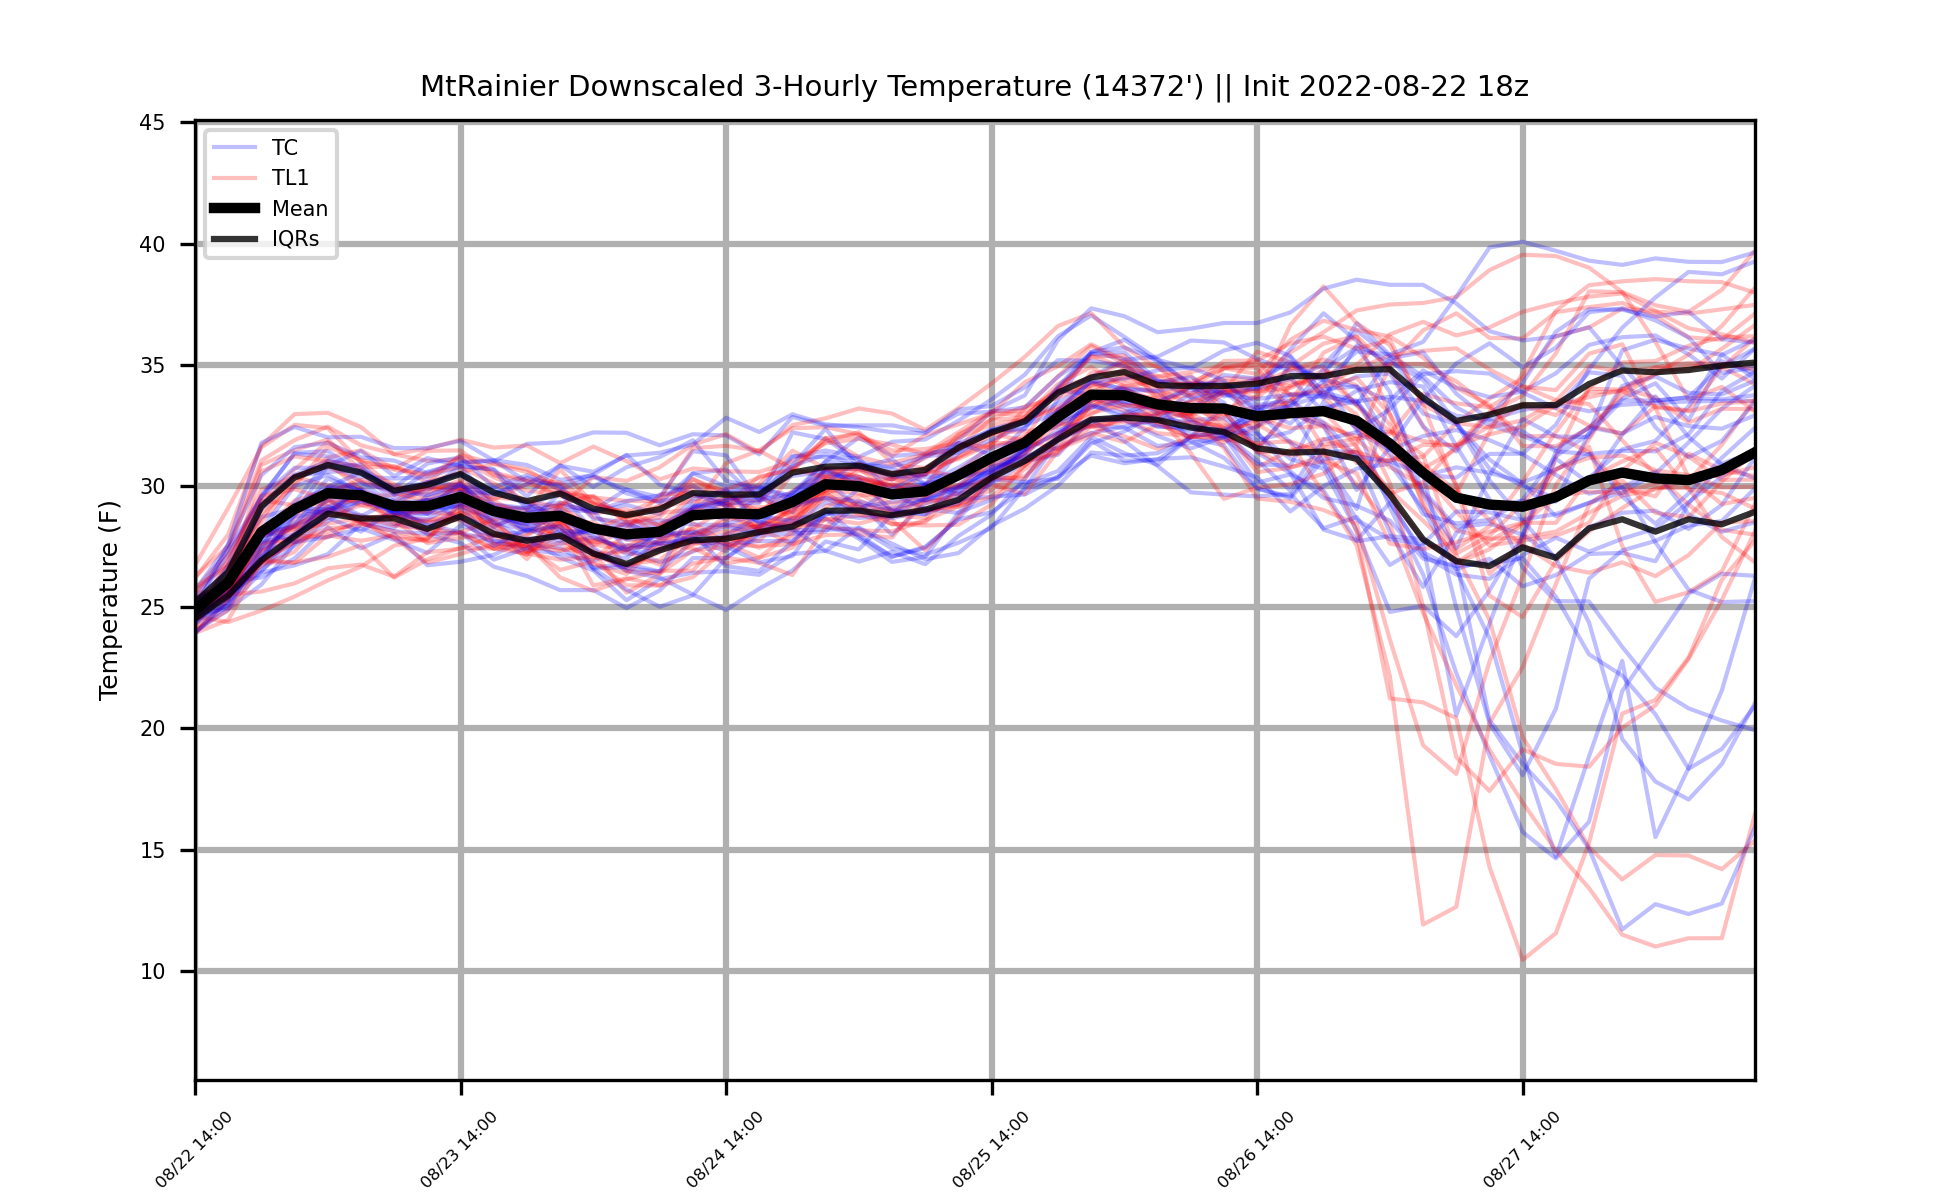 MtRainier Downscaled 3-Hourly Temperature (14372') || Init 2022-08-22 18z
45
40
35
30
25
20
15
10
Temperature (F)
TC
TL1
Mean
IQRs
08/22 14:00
08/23 14:00
08/24 14:00
08/25 14:00
08/26 14:00
08/27 14:00